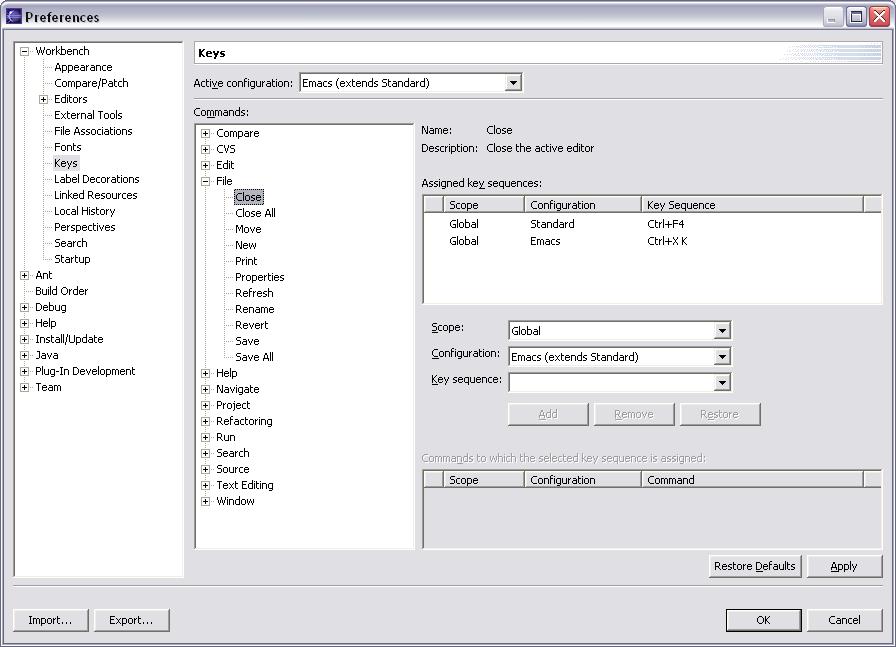 Preferences
Workbench
Appearance
Compare/Patch
Editors
External Tools
File Associations
Fonts
Keys
Label Decorations
Linked Resources
Local History
Perspectives
Search
Startup
Ant
Build Order
Debug
Help
Install/Update
Java
Plug-In Development
Team
Keys
Active configuration: Emacs (extends Standard)
Commands:
Compare
CVS
Edit
File
Close
Close All
Move
New
Print
Properties
Refresh
Rename
Revert
Save
Save All
Help
Navigate
Project
Refactoring
Run
Search
Source
Text Editing
Window
Name: Close
Description: Close the active editor
Assigned key sequences:
Scope Configuration Key Sequence
Global Standard Ctrl+F4
Global Emacs Ctrl+X K
Scope: Global
Configuration: Emacs (extends Standard)
Key sequence:
Add Remove Restore
Commands to which the selected key sequence is assigned:
Scope Configuration Command
Restore Defaults Apply
Import... Export... OK Cancel